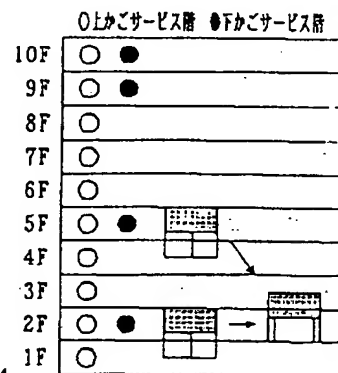 ○上かごサービス階 ●下かごサービス階
10F ○ ●
9F ○ ●
8F ○
7F ○
6F ○
5F ○ ●
4F ○
3F ○
2F ○ ●
1F ○